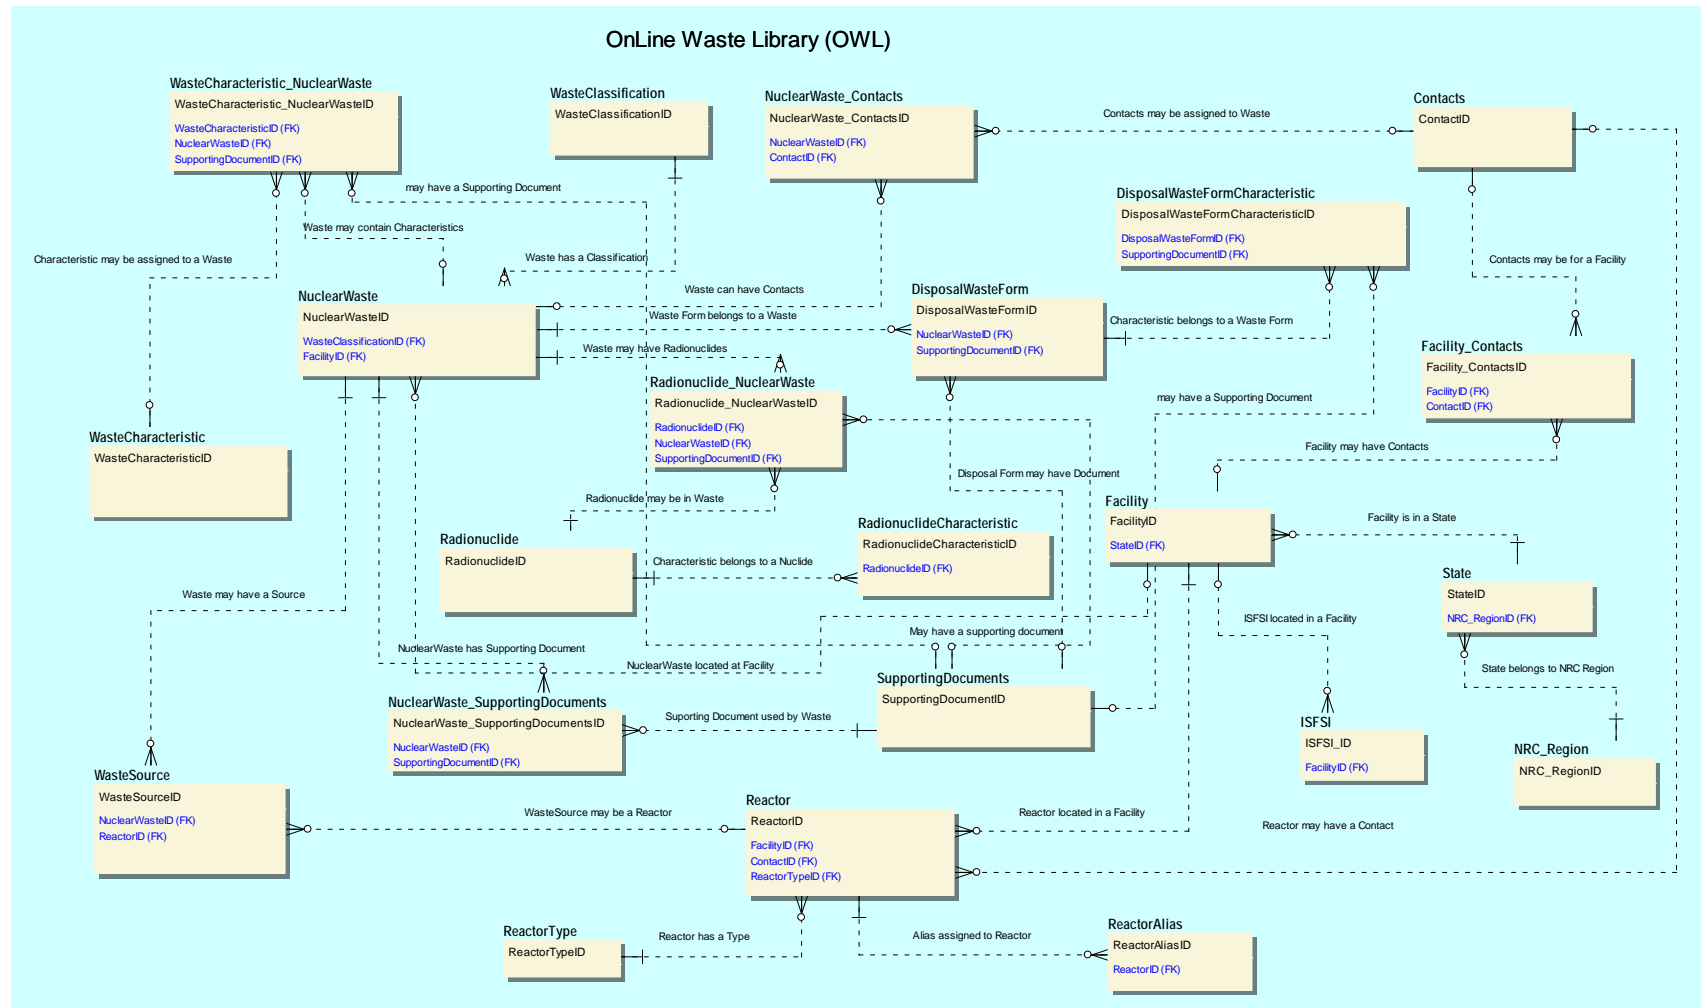 OnLine Waste Library (OWL)
WasteCharacteristic_NuclearWaste
WasteCharacteristic_NuclearWasteID
WasteCharacteristicID (FK)
NuclearWasteID (FK)
SupportingDocumentID (FK)
WasteClassification
WasteClassificationID
NuclearWaste_Contacts
NuclearWaste_ContactsID
NuclearWasteID (FK)
ContactID (FK)
Contacts may be assigned to Waste
Contacts
ContactID
may have a Supporting Document
DisposalWasteFormCharacteristic
DisposalWasteFormCharacteristicID
DisposalWasteFormID (FK)
SupportingDocumentID (FK)
Waste may contain Characteristics
Characteristic may be assigned to a Waste
Waste has a Classification
Contacts may be for a Facility
NuclearWaste
NuclearWasteID
WasteClassificationID (FK)
FacilityID (FK)
Waste can have Contacts
Waste Form belongs to a Waste
Waste may have Radionuclides
DisposalWasteForm
DisposalWasteFormID
NuclearWasteID (FK)
SupportingDocumentID (FK)
Characteristic belongs to a Waste Form
Facility_Contacts
Facility_ContactsID
FacilityID (FK)
ContactID (FK)
Radionuclide_NuclearWaste
Radionuclide_NuclearWasteID
RadionuclideID (FK)
NuclearWasteID (FK)
SupportingDocumentID (FK)
may have a Supporting Document
WasteCharacteristic
WasteCharacteristicID
Facility may have Contacts
Disposal Form may have Document
Radionuclide may be in Waste
Facility
FacilityID
StateID (FK)
Facility is in a State
Radionuclide
RadionuclideID
Characteristic belongs to a Nuclide
RadionuclideCharacteristic
RadionuclideCharacteristicID
RadionuclideID (FK)
State
StateID
NRC_RegionID (FK)
Waste may have a Source
ISFSI located in a Facility
May have a supporting document
NuclearWaste has Supporting Document
NuclearWaste located at Facility
State belongs to NRC Region
SupportingDocuments
SupportingDocumentID
NuclearWaste_SupportingDocuments
NuclearWaste_SupportingDocumentsID
NuclearWasteID (FK)
SupportingDocumentID (FK)
Suporting Document used by Waste
ISFSI
ISFSI_ID
FacilityID (FK)
NRC_Region
NRC_RegionID
WasteSource
WasteSourceID
NuclearWasteID (FK)
ReactorID (FK)
WasteSource may be a Reactor
Reactor
ReactorID
FacilityID (FK)
ContactID (FK)
ReactorTypeID (FK)
Reactor located in a Facility
Reactor may have a Contact
ReactorType
ReactorTypeID
Reactor has a Type
Alias assigned to Reactor
ReactorAlias
ReactorAliasID
ReactorID (FK)